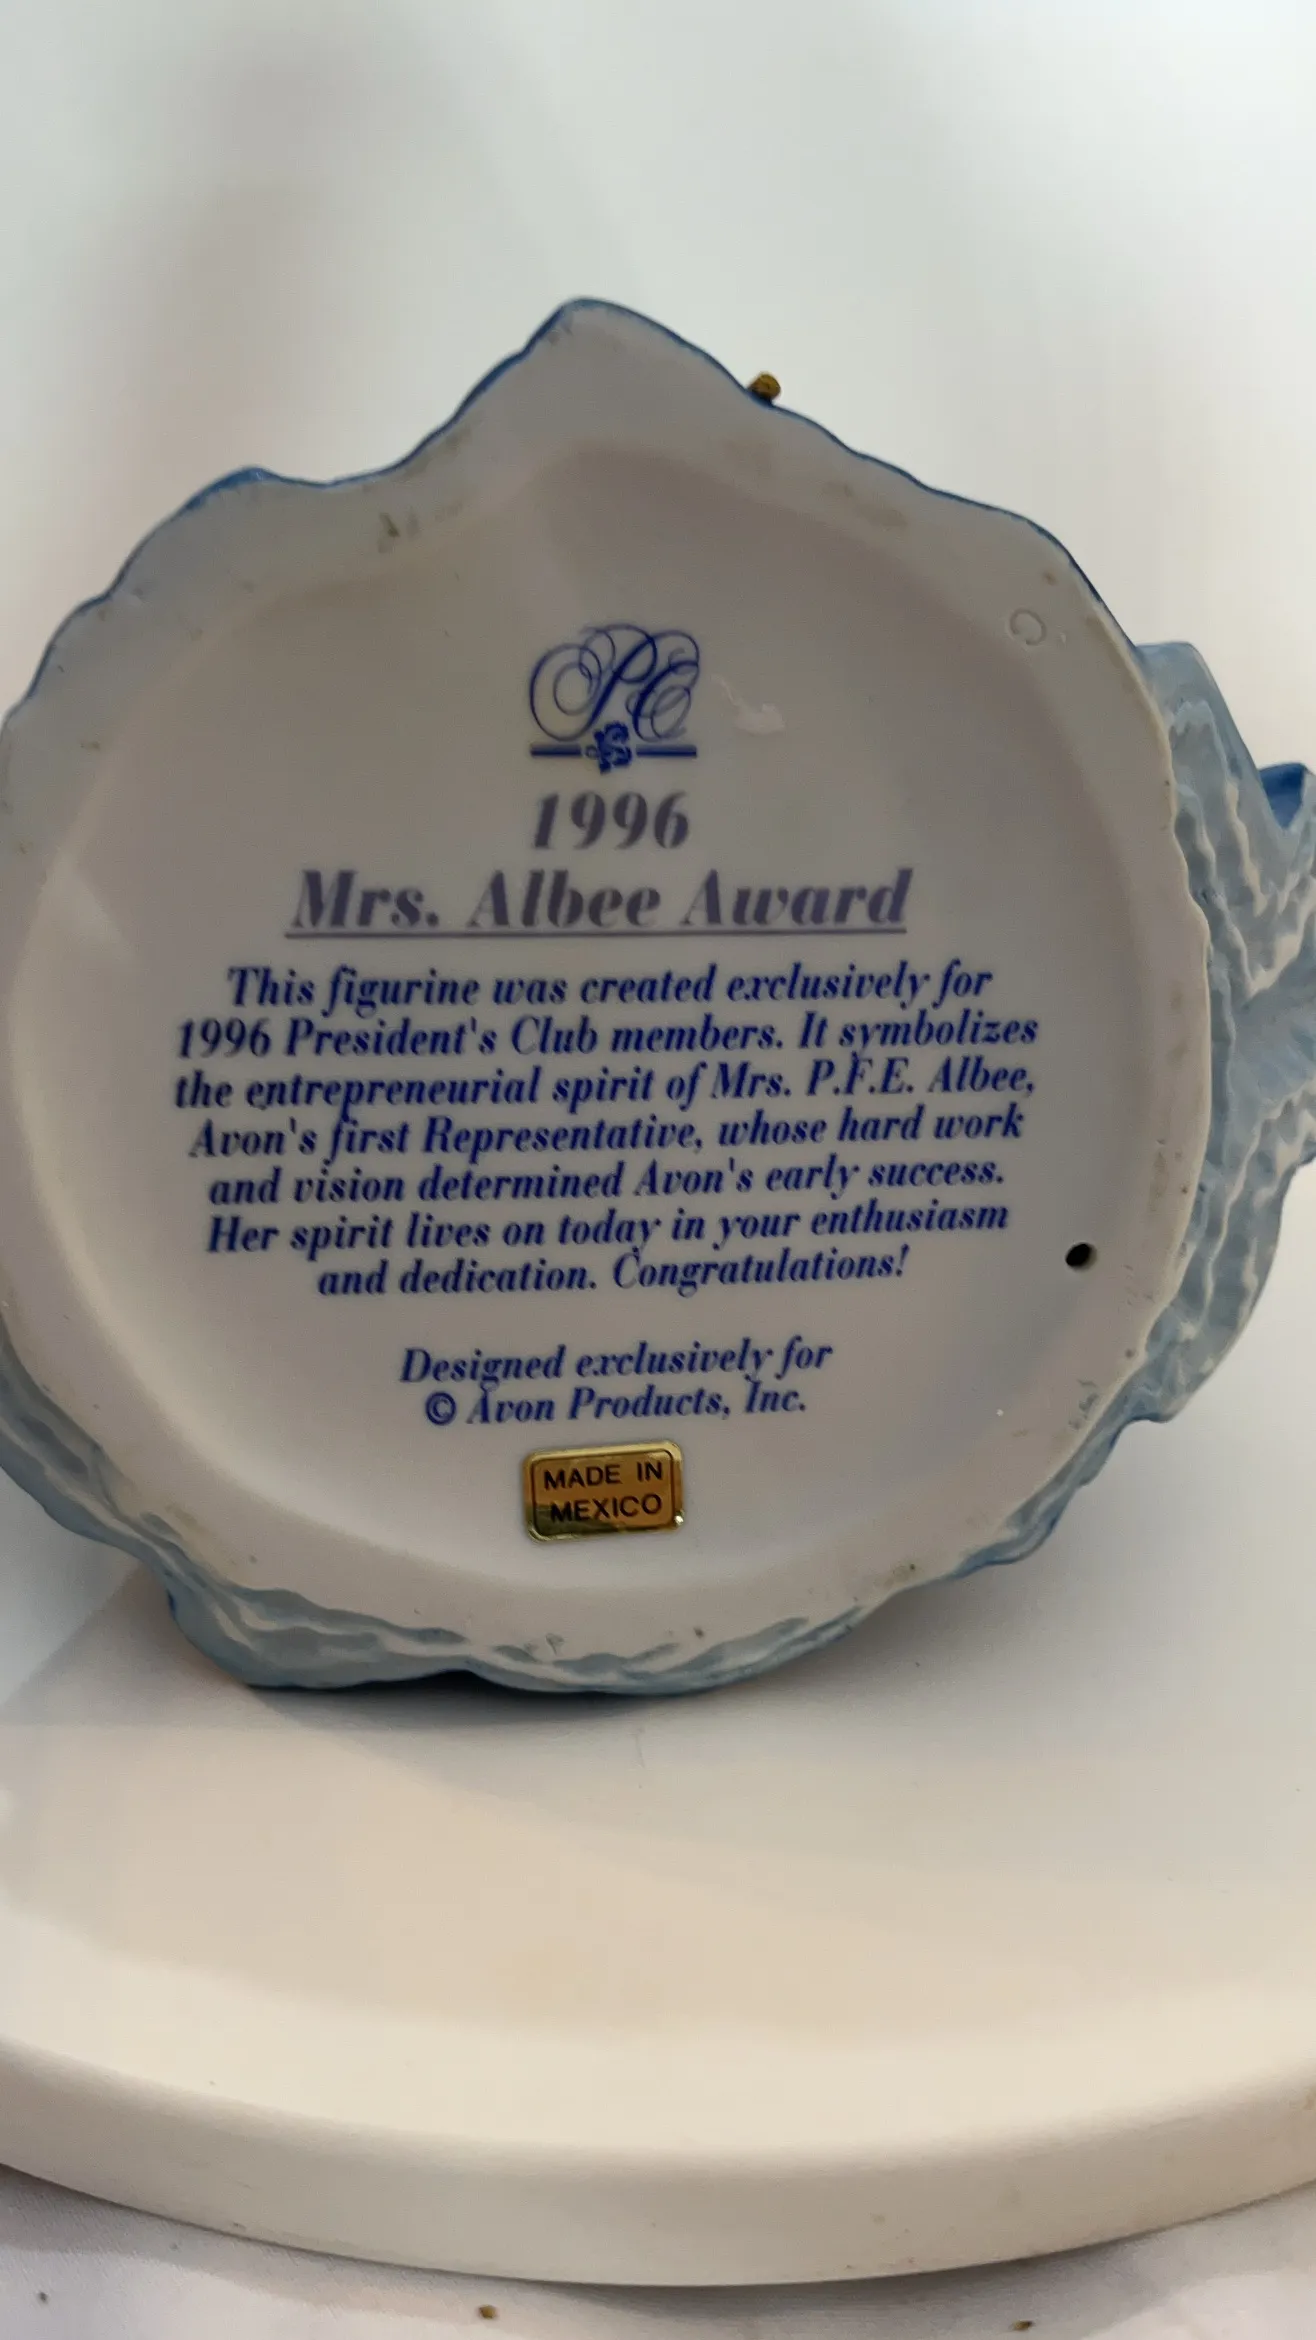 PC
1996
Mrs. Albee Award
This figurine was created exclusively for
1996 President's Club members. It symbolizes
the entrepreneurial spirit of Mrs. P.F.E. Albee,
Avon's first Representative, whose hard work
and vision determined Avon's early success.
Her spirit lives on today in your enthusiasm
and dedication. Congratulations!
Designed exclusively for
© Avon Products, Inc.
MADE IN
MEXICO